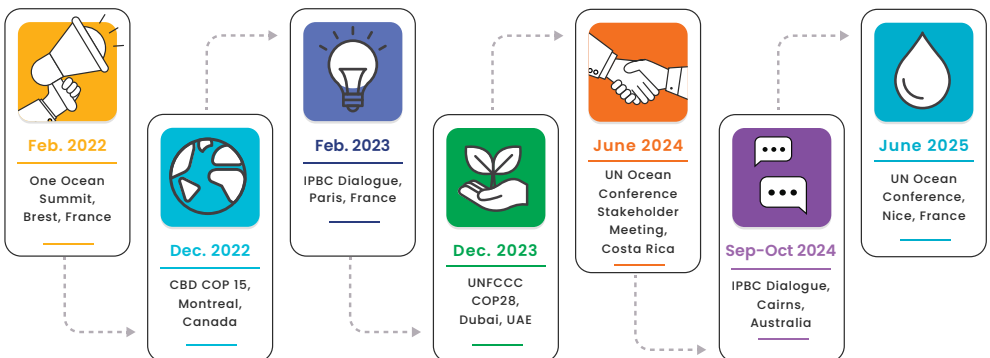 Feb. 2022
One Ocean
Summit,
Brest, France
Dec. 2022
CBD COP 15,
Montreal,
Canada
Feb. 2023
IPBC Dialogue,
Paris, France
Dec. 2023
UNFCCC
COP28,
Dubai, UAE
June 2024
UN Ocean
Conference
Stakeholder
Meeting,
Costa Rica
Sep-Oct 2024
IPBC Dialogue,
Cairns,
Australia
June 2025
UN Ocean
Conference,
Nice, France